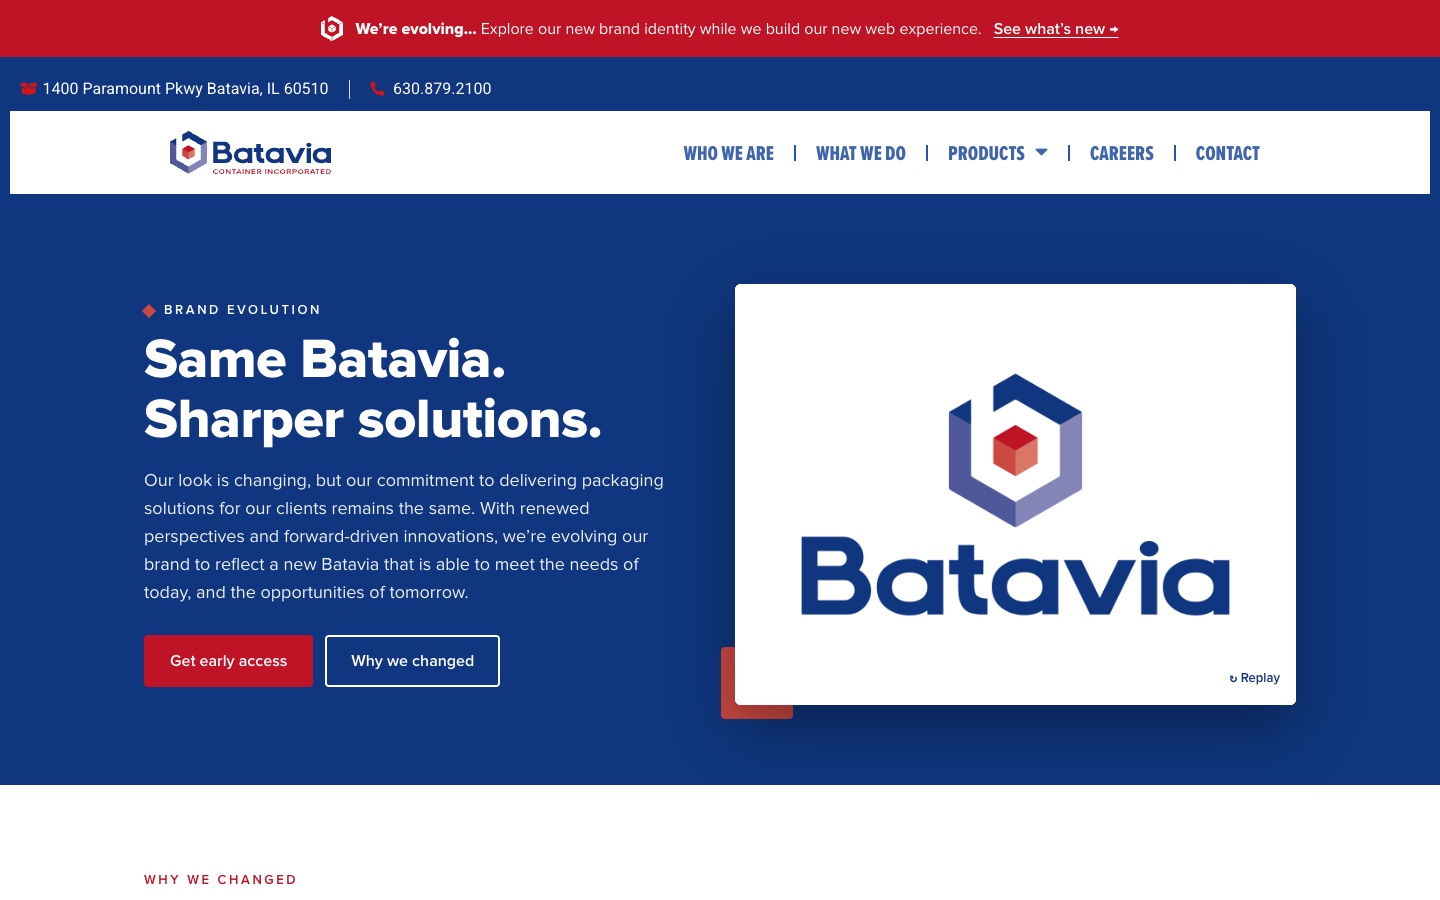 We're evolving... Explore our new brand identity while we build our new web experience. See what's new →
1400 Paramount Pkwy Batavia, IL 60510 630.879.2100
Batavia
CONTAINER INCORPORATED
WHO WE ARE WHAT WE DO PRODUCTS CAREERS CONTACT
BRAND EVOLUTION
Same Batavia.
Sharper solutions.
Our look is changing, but our commitment to delivering packaging
solutions for our clients remains the same. With renewed
perspectives and forward-driven innovations, we're evolving our
brand to reflect a new Batavia that is able to meet the needs of
today, and the opportunities of tomorrow.
Get early access Why we changed
Batavia
↻ Replay
WHY WE CHANGED